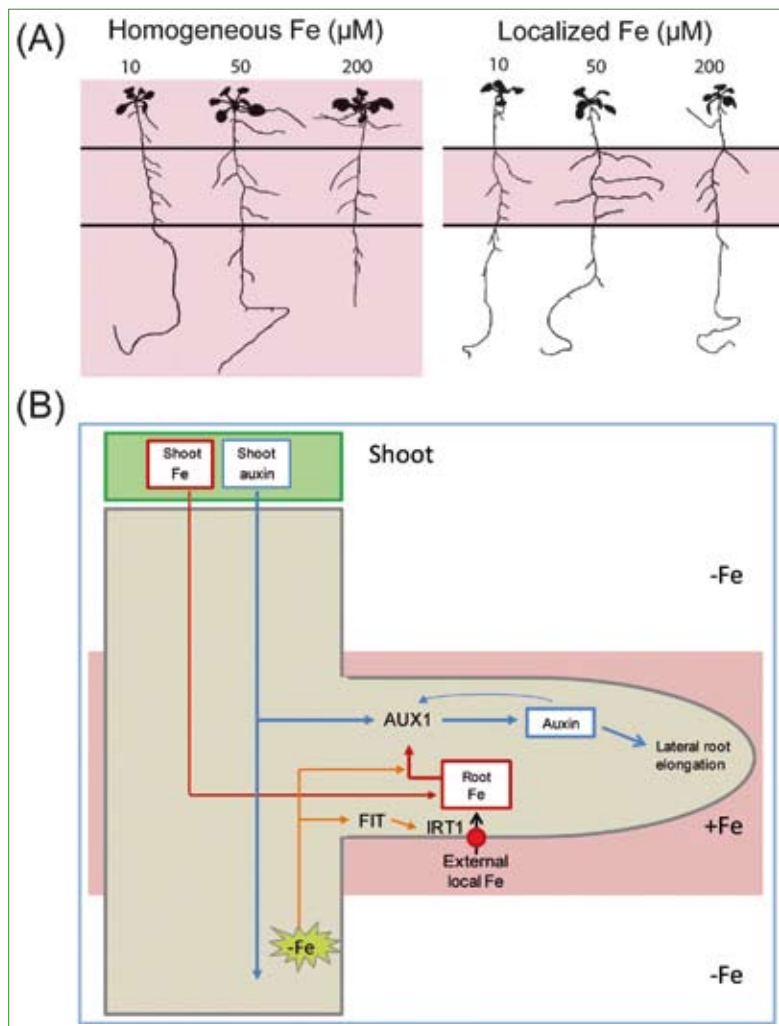 (A)
Homogeneous Fe (µM)
Localized Fe (µM)
10 50 200
10 50 200
(B)
Shoot
Fe
Shoot
auxin
Shoot
-Fe
AUX1
Auxin
Lateral root
elongation
Root
Fe
FIT
IRT1
+Fe
External
local Fe
-Fe
-Fe